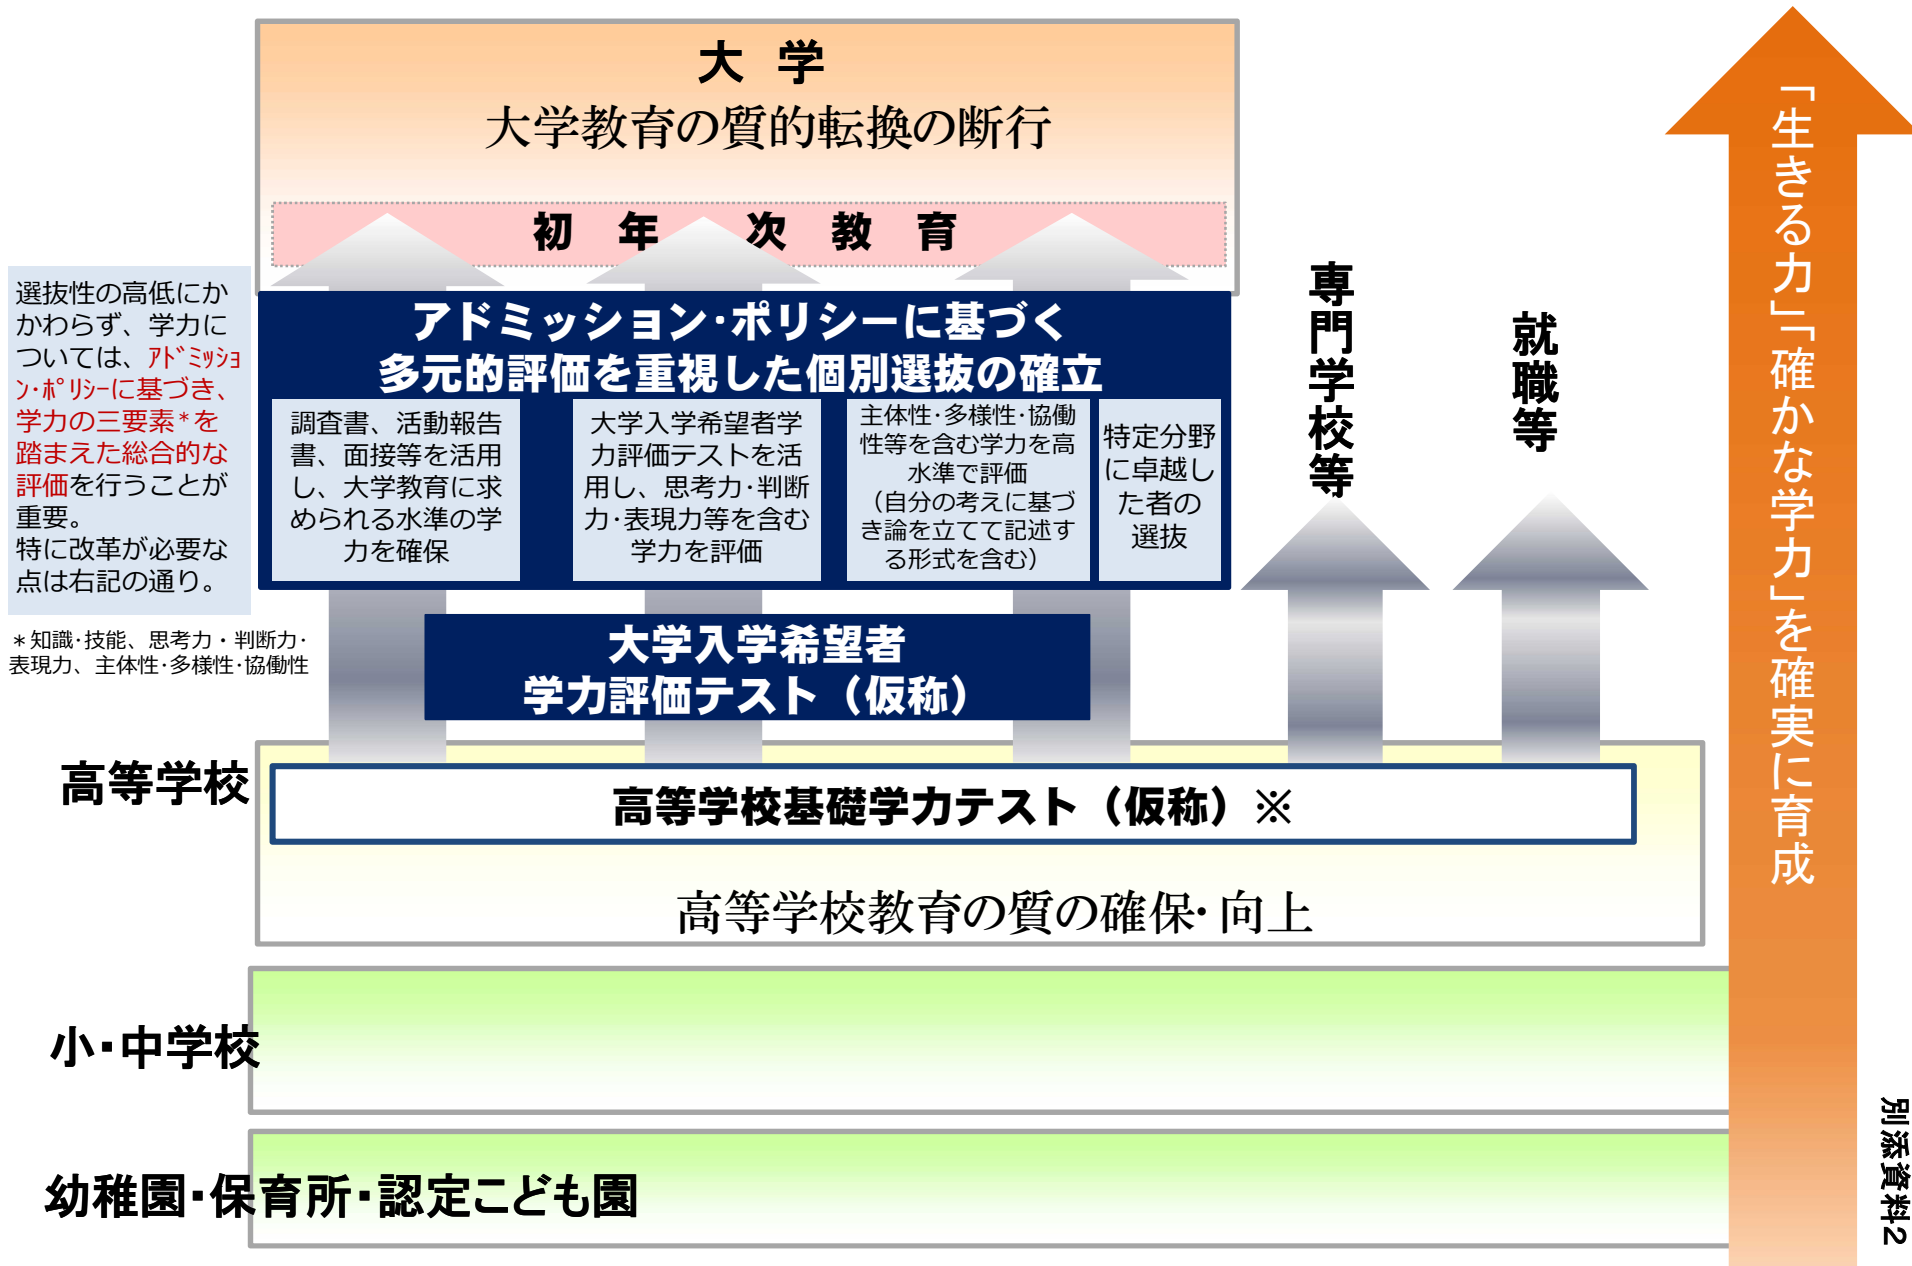 大 学
大学教育の質的転換の断行
初 年 次 教 育
選抜性の高低にか
かわらず、学力に
ついては、ｱﾄﾞﾐｯｼｮ
ﾝ･ﾎﾟﾘｼｰに基づき、
学力の三要素*を
踏まえた総合的な
評価を行うことが
重要。
特に改革が必要な
点は右記の通り。
＊知識･技能、思考力・判断力･
表現力、主体性･多様性･協働性
アドミッション･ポリシーに基づく
多元的評価を重視した個別選抜の確立
調査書、活動報告
書、面接等を活用
し、大学教育に求
められる水準の学
力を確保
大学入学希望者学
力評価テストを活
用し、思考力･判断
力･表現力等を含む
学力を評価
主体性･多様性･協働
性等を含む学力を高
水準で評価
（自分の考えに基づ
き論を立てて記述す
る形式を含む）
特定分野
に卓越し
た者の
選抜
大学入学希望者
学力評価テスト（仮称）
専門学校等
就職等
高等学校
高等学校基礎学力テスト（仮称）※
高等学校教育の質の確保･向上
小・中学校
幼稚園・保育所・認定こども園
「生きる力」「確かな学力」を確実に育成
別添資料2